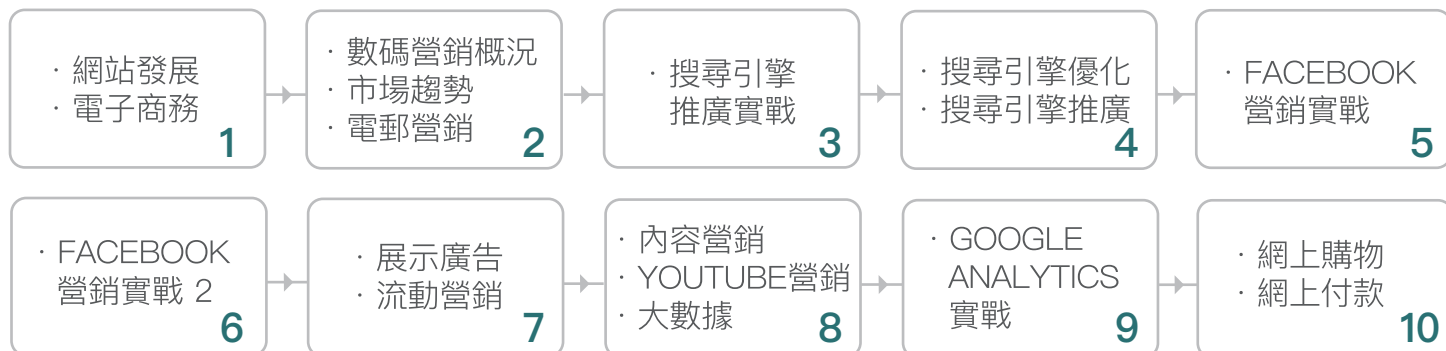 · 網站發展
· 電子商務
1
· 數碼營銷概況
· 市場趨勢
· 電郵營銷
2
· 搜尋引擎
推廣實戰
3
· 搜尋引擎優化
· 搜尋引擎推廣
4
· FACEBOOK
營銷實戰
5
· FACEBOOK
營銷實戰 2
6
· 展示廣告
· 流動營銷
7
· 內容營銷
· YOUTUBE營銷
· 大數據
8
· GOOGLE
ANALYTICS
實戰
9
· 網上購物
· 網上付款
10